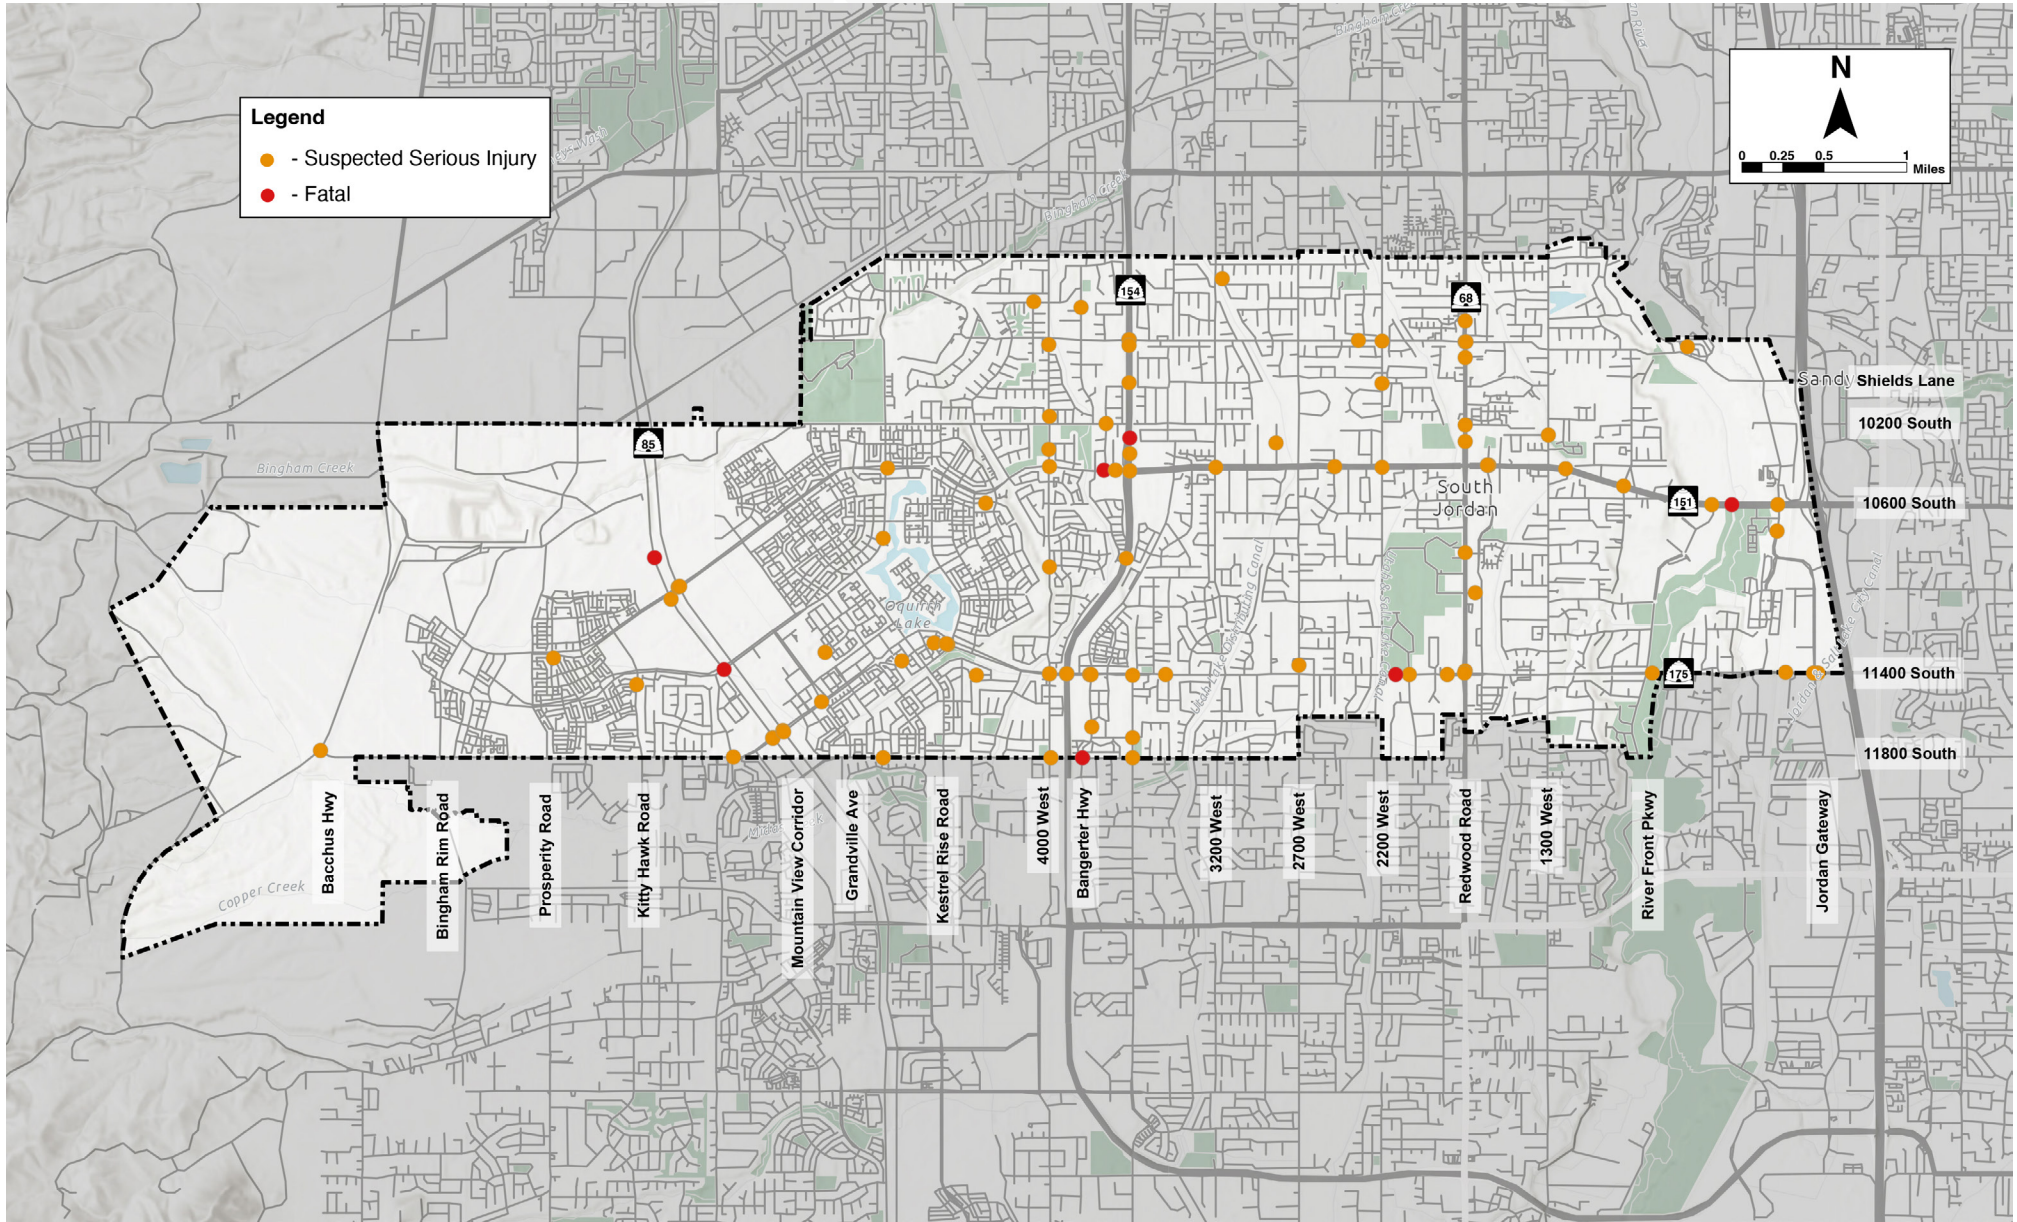 Legend
- Suspected Serious Injury
- Fatal
N
0 0.25 0.5 1
Miles
Bingham Creek
154
68
Sandy
Shields Lane
10200 South
85
Bingham Creek
South
Jordan
151
10600 South
Oquirrh
Lake
175
11400 South
11800 South
Copper Creek
Bacchus Hwy
Bingham Rim Road
Prosperity Road
Kitty Hawk Road
Mountain View Corridor
Grandville Ave
Kestrel Rise Road
4000 West
Bangerter Hwy
3200 West
2700 West
2200 West
Redwood Road
1300 West
River Front Pkwy
Jordan Gateway